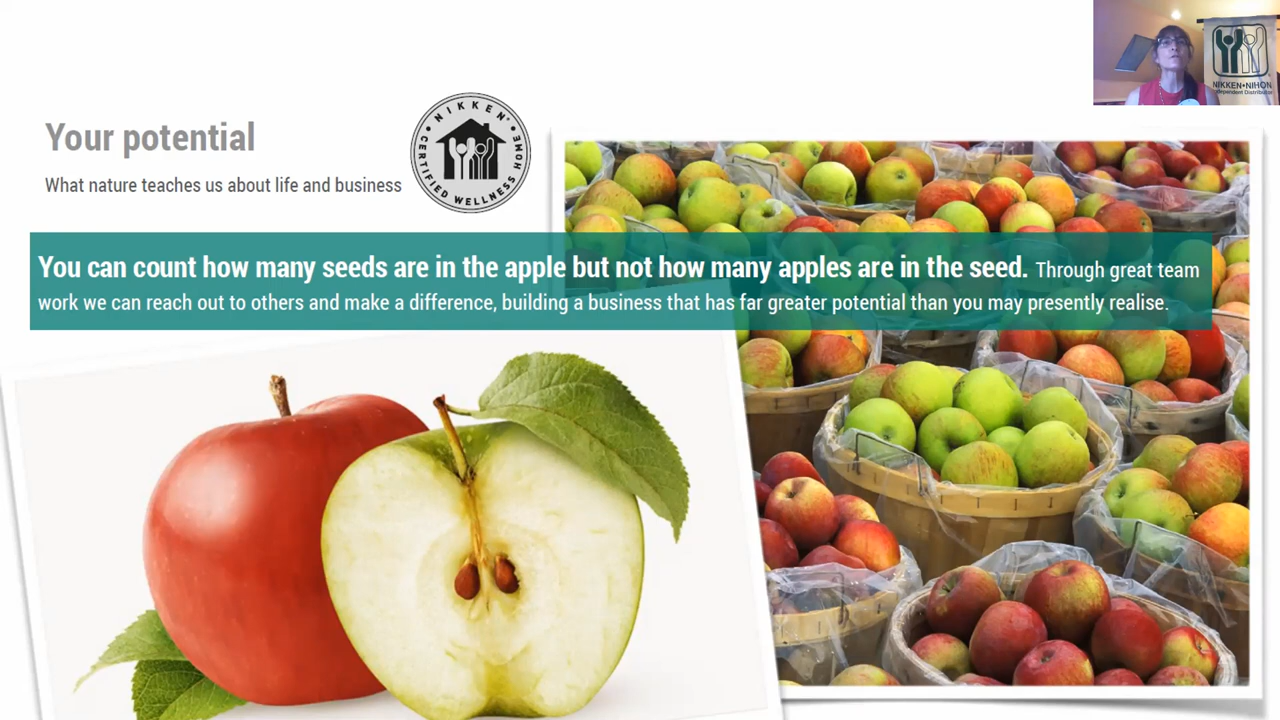 Your potential
What nature teaches us about life and business
NIKKEN
CERTIFIED WELLNESS HOME
You can count how many seeds are in the apple but not how many apples are in the seed. Through great team
work we can reach out to others and make a difference, building a business that has far greater potential than you may presently realise.
NIKKEN•NIHON
Independent Distributor